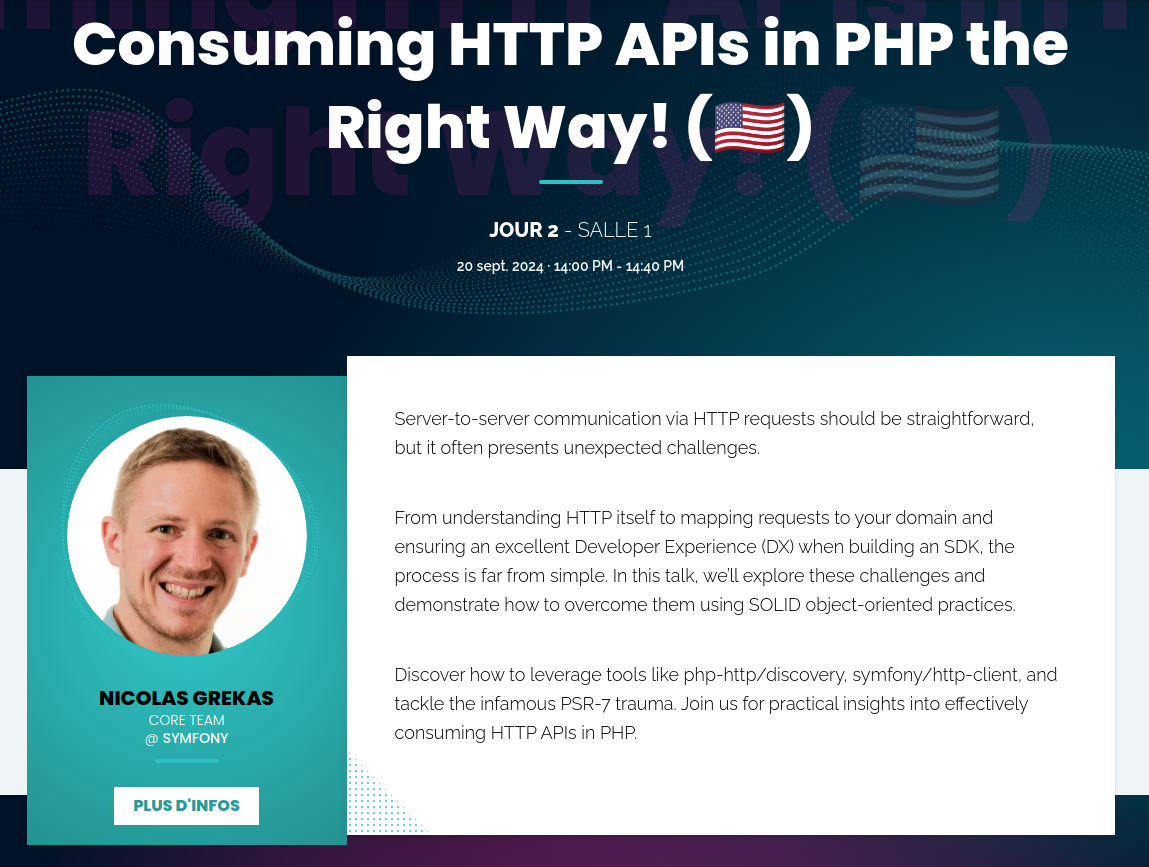 Consuming HTTP APIs in PHP the
Right Way! (🇺🇸)
JOUR 2 - SALLE 1
20 sept. 2024 · 14:00 PM - 14:40 PM
Server-to-server communication via HTTP requests should be straightforward,
but it often presents unexpected challenges.
From understanding HTTP itself to mapping requests to your domain and
ensuring an excellent Developer Experience (DX) when building an SDK, the
process is far from simple. In this talk, we'll explore these challenges and
demonstrate how to overcome them using SOLID object-oriented practices.
Discover how to leverage tools like php-http/discovery, symfony/http-client, and
tackle the infamous PSR-7 trauma. Join us for practical insights into effectively
consuming HTTP APIs in PHP.
NICOLAS GREKAS
CORE TEAM
@ SYMFONY
PLUS D'INFOS